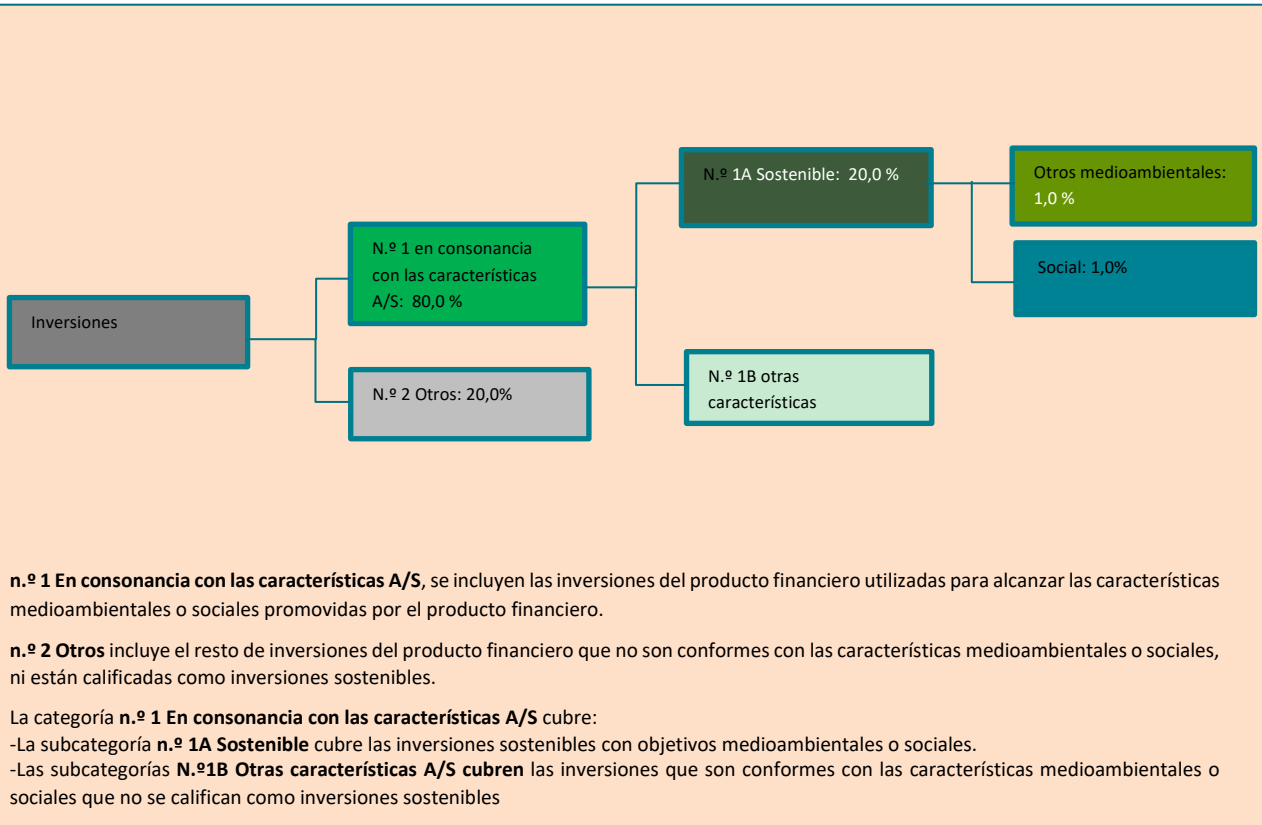 Inversiones
N.º 1 en consonancia
con las características
A/S:  80,0 %
N.º 2 Otros: 20,0%
N.º 1A Sostenible:  20,0 %
N.º 1B otras
características
Otros medioambientales:
1,0 %
Social: 1,0%
n.º 1 En consonancia con las características A/S, se incluyen las inversiones del producto financiero utilizadas para alcanzar las características
medioambientales o sociales promovidas por el producto financiero.
n.º 2 Otros incluye el resto de inversiones del producto financiero que no son conformes con las características medioambientales o sociales,
ni están calificadas como inversiones sostenibles.
La categoría n.º 1 En consonancia con las características A/S cubre:
-La subcategoría n.º 1A Sostenible cubre las inversiones sostenibles con objetivos medioambientales o sociales.
-Las subcategorías N.º1B Otras características A/S cubren las inversiones que son conformes con las características medioambientales o
sociales que no se califican como inversiones sostenibles